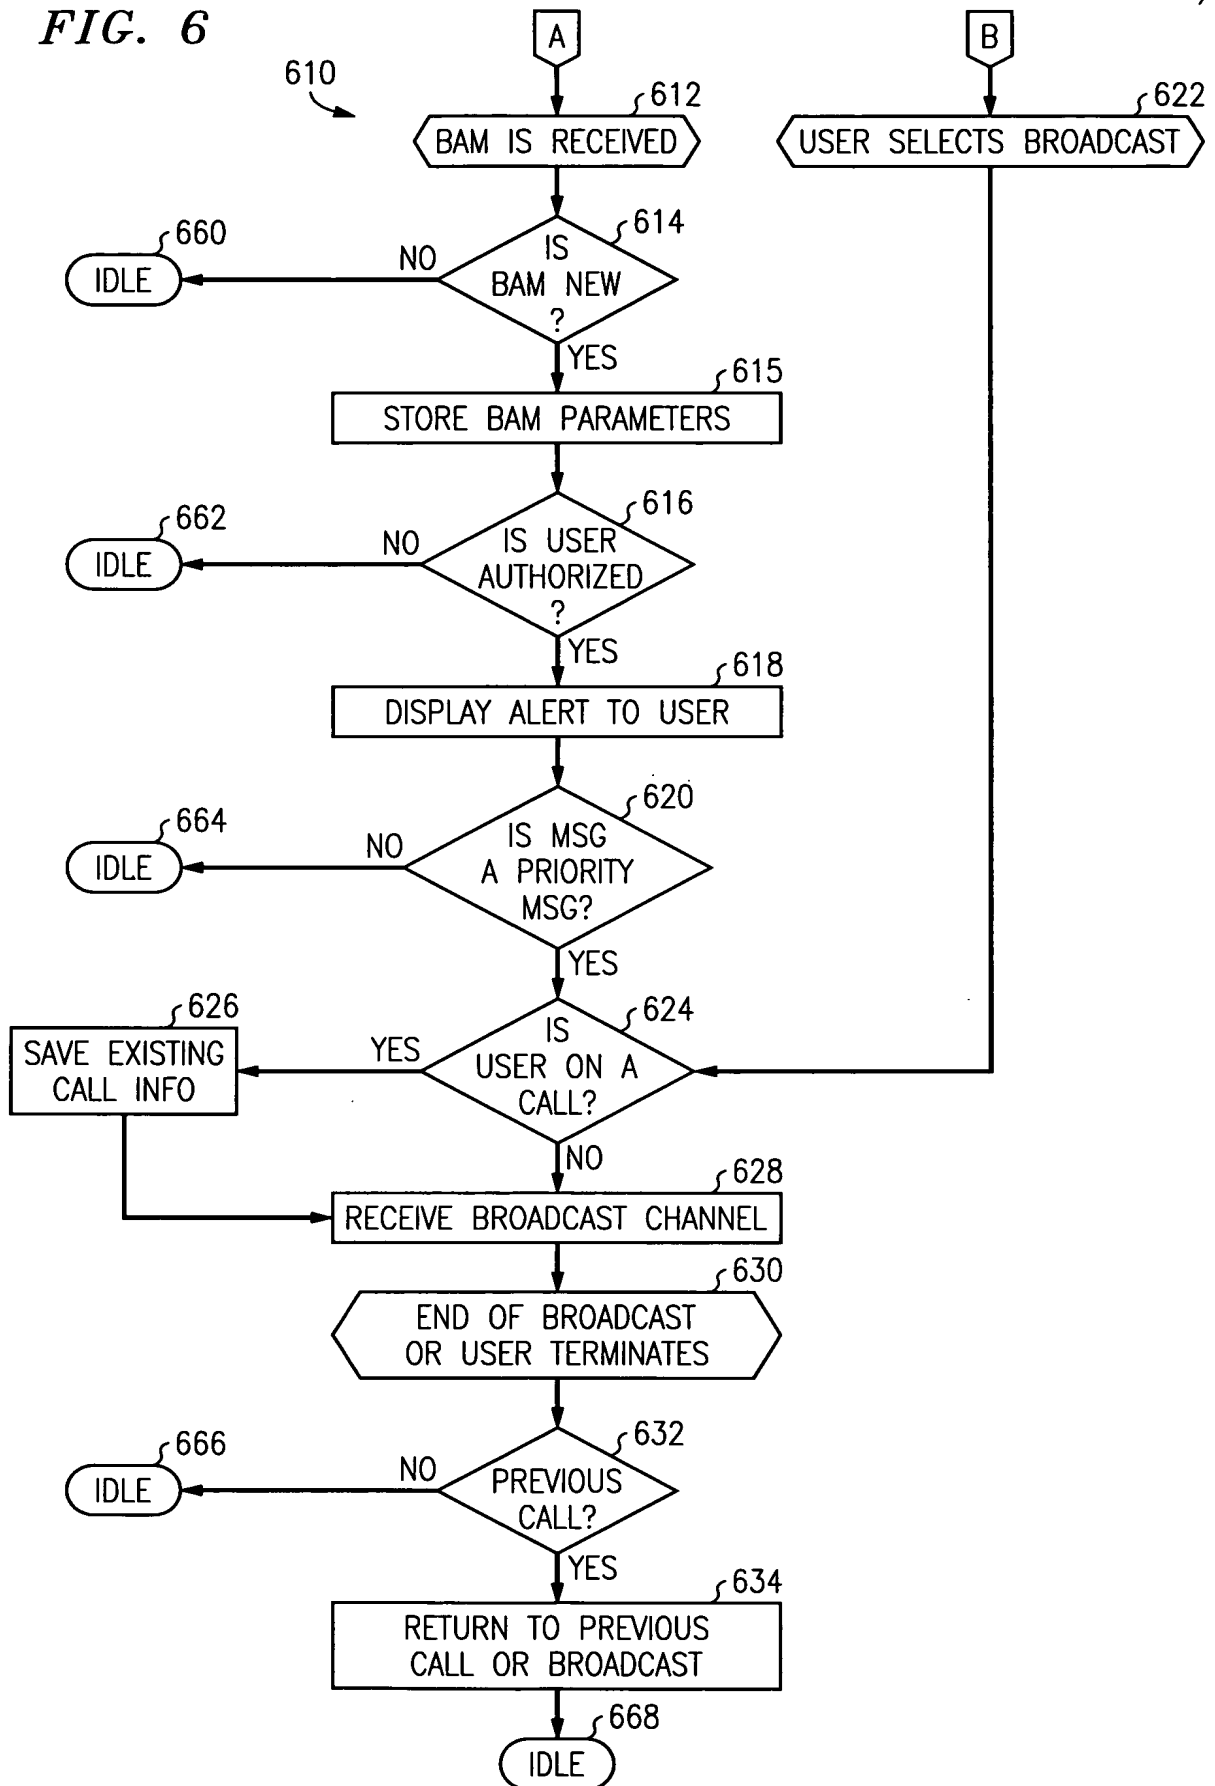 FIG. 6
A
B
610
612
BAM IS RECEIVED
622
USER SELECTS BROADCAST
614
IS
BAM NEW
?
NO
660
IDLE
YES
615
STORE BAM PARAMETERS
616
IS USER
AUTHORIZED
?
NO
662
IDLE
YES
618
DISPLAY ALERT TO USER
620
IS MSG
A PRIORITY
MSG?
NO
664
IDLE
YES
624
IS
USER ON A
CALL?
YES
626
SAVE EXISTING
CALL INFO
NO
628
RECEIVE BROADCAST CHANNEL
630
END OF BROADCAST
OR USER TERMINATES
632
PREVIOUS
CALL?
NO
666
IDLE
YES
634
RETURN TO PREVIOUS
CALL OR BROADCAST
668
IDLE